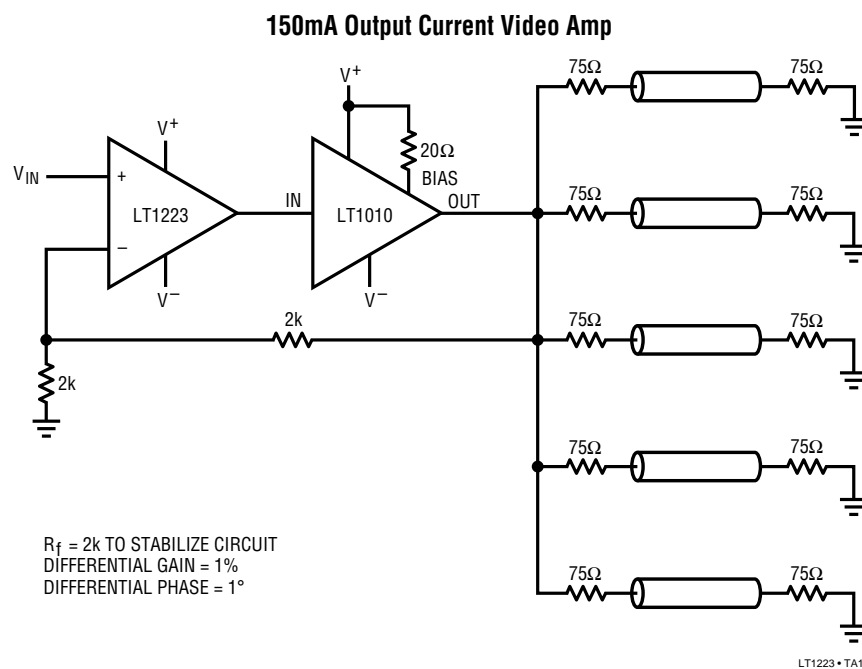 150mA Output Current Video Amp
V+
75Ω
75Ω
V+
20Ω
BIAS
VIN
+
LT1223
IN
LT1010
OUT
75Ω
75Ω
–
V–
V–
2k
75Ω
75Ω
2k
75Ω
75Ω
Rf = 2k TO STABILIZE CIRCUIT
DIFFERENTIAL GAIN = 1%
DIFFERENTIAL PHASE = 1°
75Ω
75Ω
LT1223 • TA1